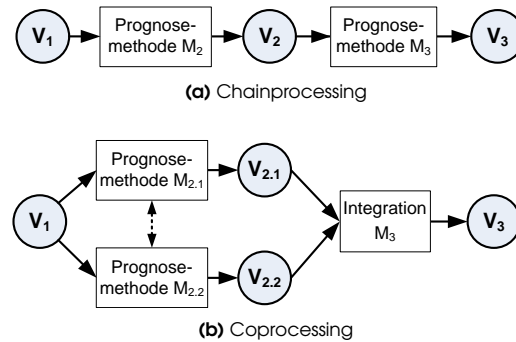 V1
Prognose-
methode M2
V2
Prognose-
methode M3
V3
(a) Chainprocessing
V1
Prognose-
methode M2.1
V2.1
Prognose-
methode M2.2
V2.2
Integration
M3
V3
(b) Coprocessing